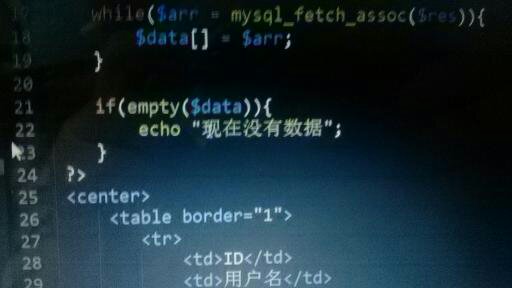 17 while($arr = mysql_fetch_assoc($res)){
18 $data[] = $arr;
19 }
20
21 if(empty($data)){
22 echo "现在没有数据";
23 }
24 ?>
25 <center>
26 <table border="1">
27 <tr>
28 <td>ID</td>
29 <td>用户名</td>